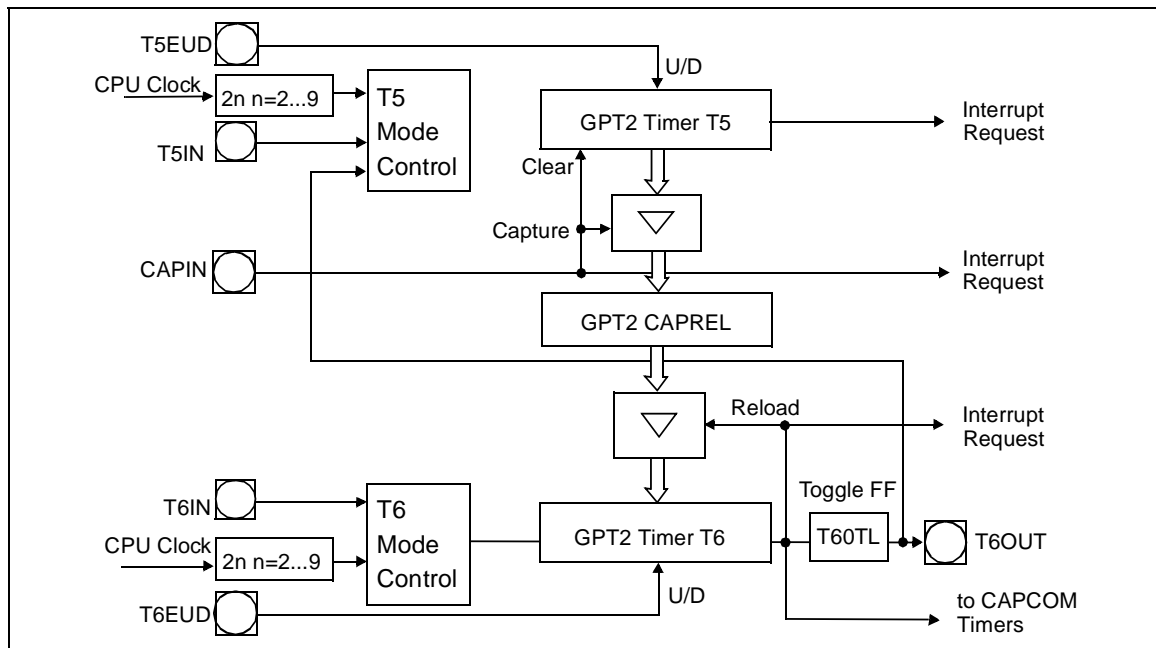 T5EUD
U/D
CPU Clock
2n n=2...9
T5
Mode
Control
GPT2 Timer T5
Interrupt
Request
T5IN
Clear
Capture
CAPIN
Interrupt
Request
GPT2 CAPREL
Reload
Interrupt
Request
T6IN
T6
Mode
Control
Toggle FF
GPT2 Timer T6
T60TL
T6OUT
CPU Clock
2n n=2...9
U/D
T6EUD
to CAPCOM
Timers